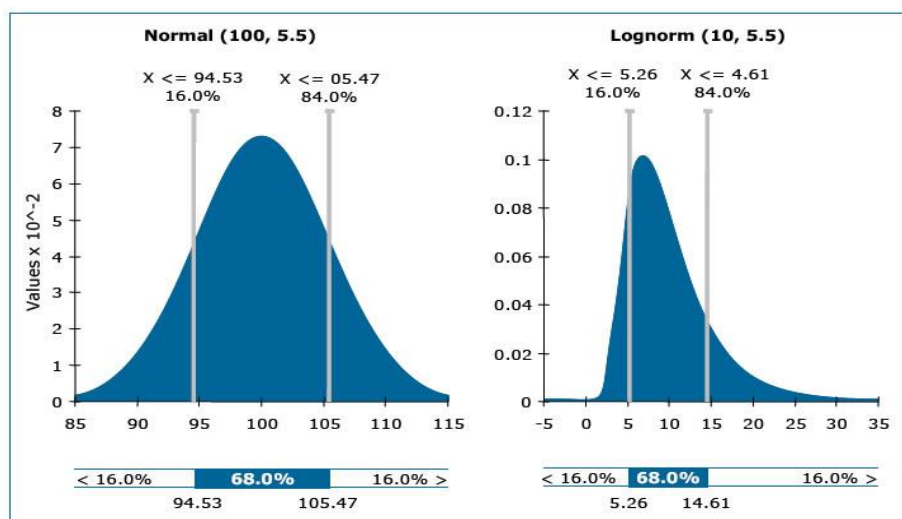 Normal (100, 5.5)
X <= 94.53
16.0%
X <= 05.47
84.0%
Values x 10^-2
8
7
6
5
4
3
2
1
0
85 90 95 100 105 110 115
< 16.0% 68.0% 16.0% >
94.53 105.47
Lognorm (10, 5.5)
X <= 5.26
16.0%
X <= 4.61
84.0%
0.12
0.1
0.08
0.06
0.04
0.02
0
-5 0 5 10 15 20 25 30 35
< 16.0% 68.0% 16.0% >
5.26 14.61